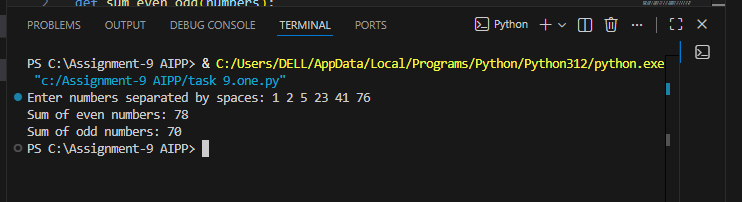 2 def sum_even_odd(numbers):
PROBLEMS OUTPUT DEBUG CONSOLE TERMINAL PORTS Python
PS C:\Assignment-9 AIPP> & C:/Users/DELL/AppData/Local/Programs/Python/Python312/python.exe
"c:/Assignment-9 AIPP/task 9.one.py"
Enter numbers separated by spaces: 1 2 5 23 41 76
Sum of even numbers: 78
Sum of odd numbers: 70
PS C:\Assignment-9 AIPP>